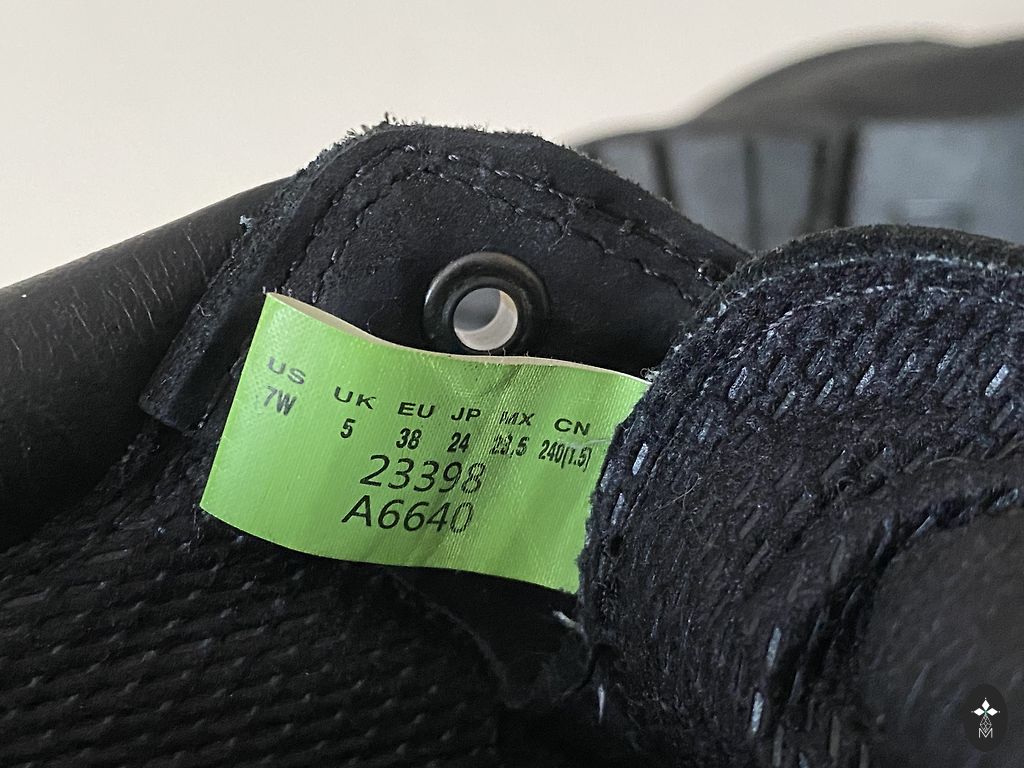 US UK EU JP MX CN
7W 5 38 24 23,5 240(1.5)
23398
A6640
M